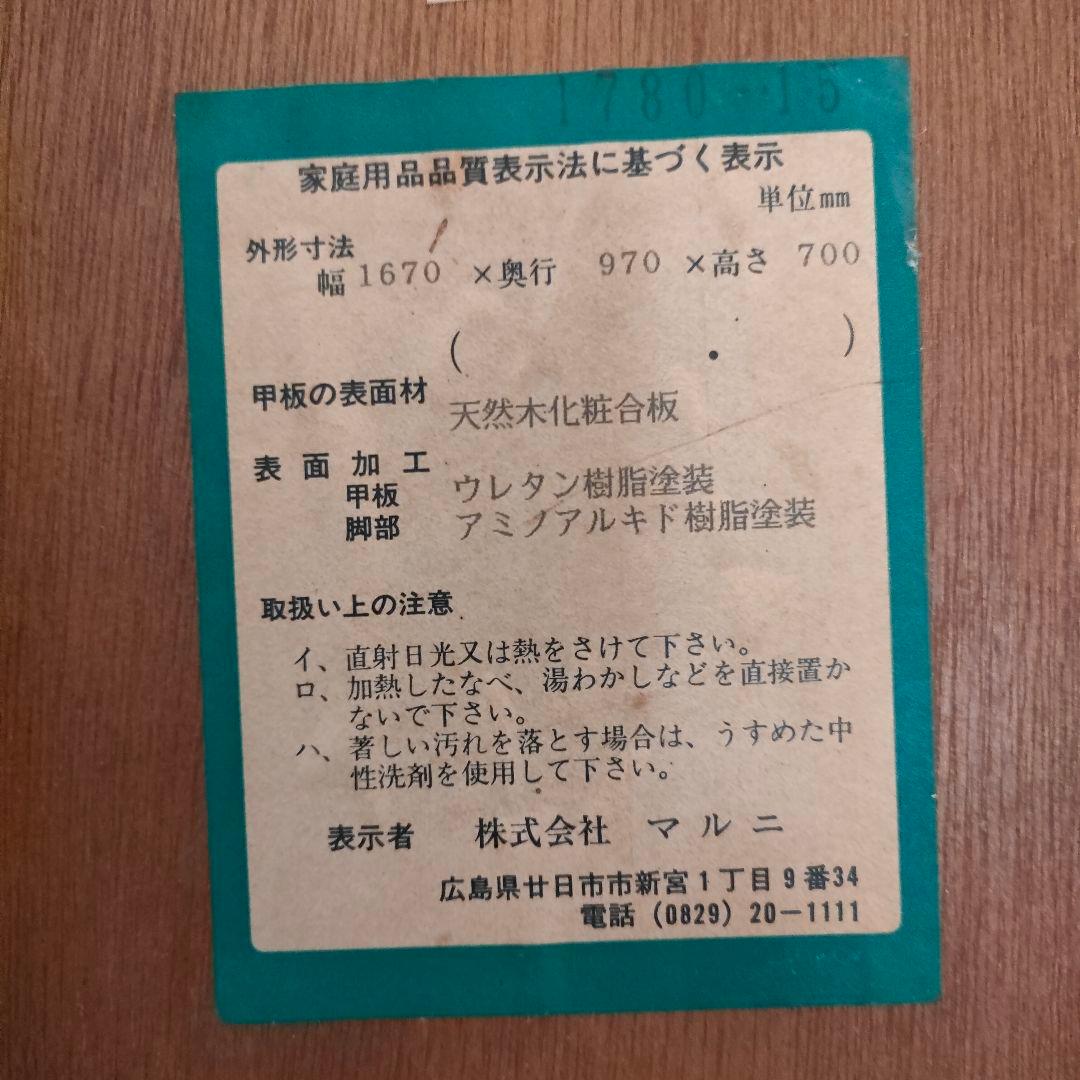 1780-15
家庭用品品質表示法に基づく表示
単位mm
外形寸法
幅 1670 ×奥行 970 ×高さ 700
( . )
甲板の表面材 天然木化粧合板
表面加工
甲板 ウレタン樹脂塗装
脚部 アミノアルキド樹脂塗装
取扱い上の注意
イ、直射日光又は熱をさけて下さい。
ロ、加熱したなべ、湯わかしなどを直接置か
ないで下さい。
ハ、著しい汚れを落とす場合は、うすめた中
性洗剤を使用して下さい。
表示者 株式会社 マルニ
広島県廿日市市新宮1丁目9番34
電話 (0829) 20-1111